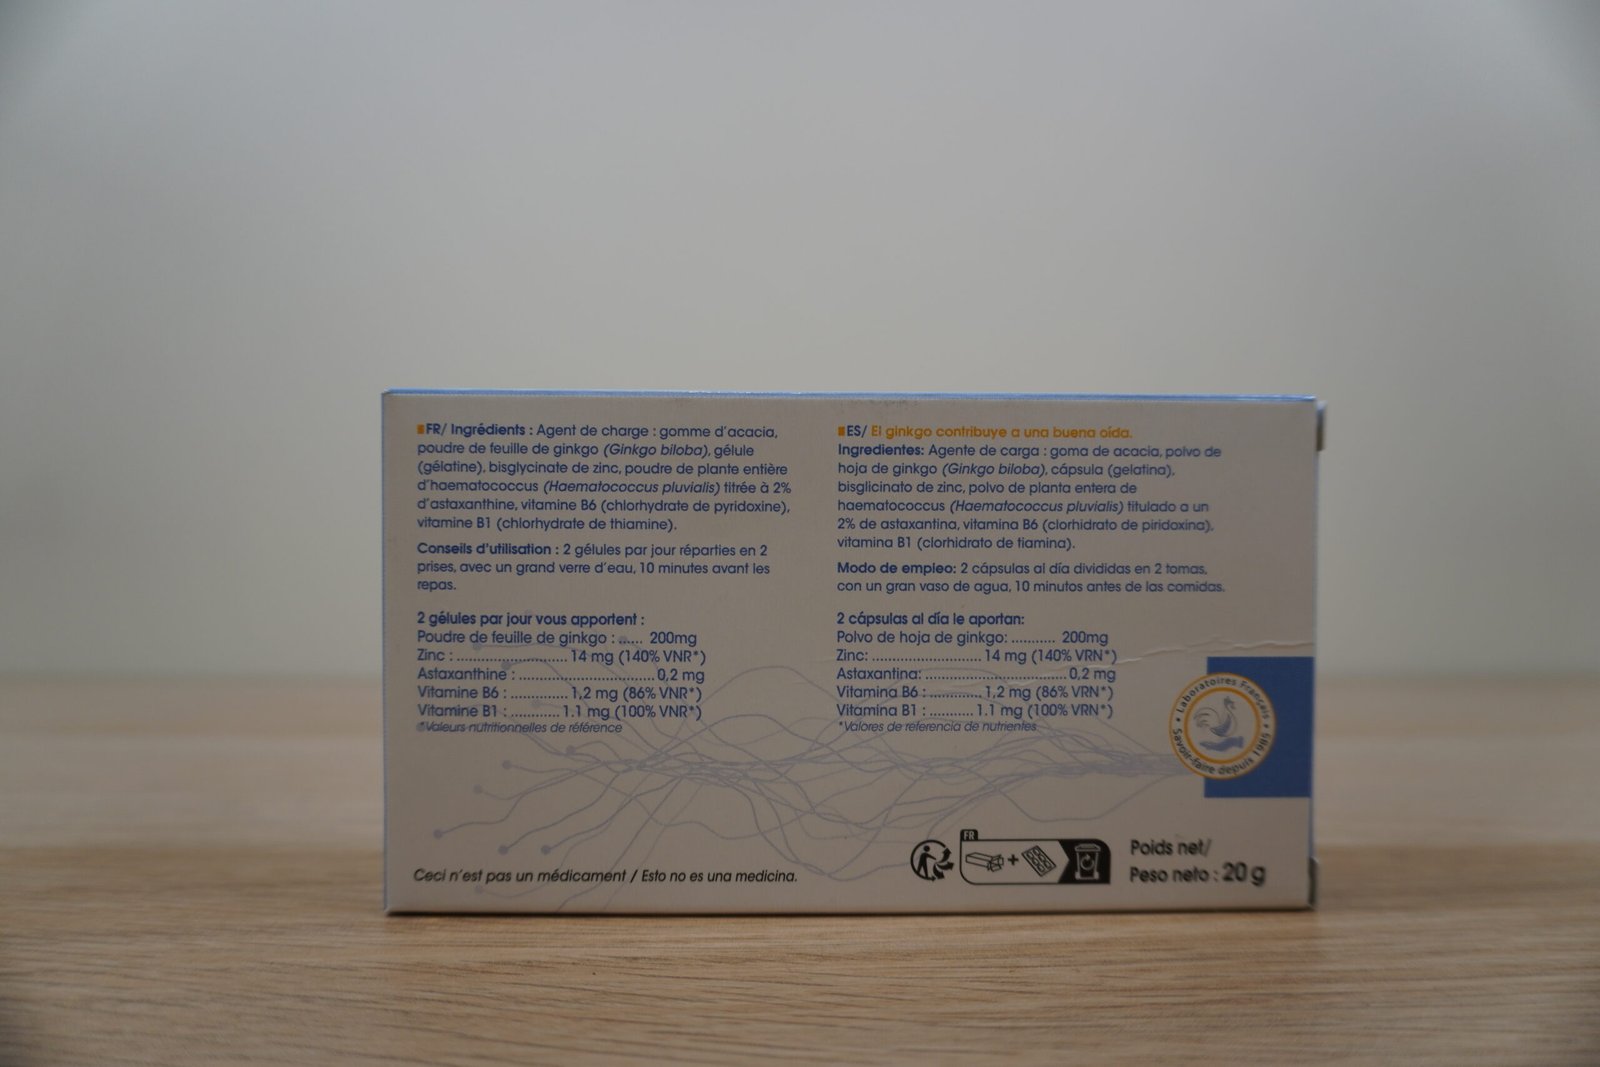 FR/ Ingrédients : Agent de charge : gomme d'acacia,
poudre de feuille de ginkgo (Ginkgo biloba), gélule
(gélatine), bisglycinate de zinc, poudre de plante entière
d'haematococcus (Haematococcus pluvialis) titrée à 2%
d'astaxanthine, vitamine B6 (chlorhydrate de pyridoxine),
vitamine B1 (chlorhydrate de thiamine).
Conseils d'utilisation : 2 gélules par jour réparties en 2
prises, avec un grand verre d'eau, 10 minutes avant les
repas.
2 gélules par jour vous apportent :
Poudre de feuille de ginkgo : ...... 200mg
Zinc : ............................ 14 mg (140% VNR*)
Astaxanthine : .................................. 0,2 mg
Vitamine B6 : .............. 1,2 mg (86% VNR*)
Vitamine B1 : ............ 1.1 mg (100% VNR*)
*Valeurs nutritionnelles de référence
ES/ El ginkgo contribuye a una buena oída.
Ingredientes: Agente de carga : goma de acacia, polvo de
hoja de ginkgo (Ginkgo biloba), cápsula (gelatina),
bisglicinato de zinc, polvo de planta entera de
haematococcus (Haematococcus pluvialis) titulado a un
2% de astaxantina, vitamina B6 (clorhidrato de piridoxina),
vitamina B1 (clorhidrato de tiamina).
Modo de empleo: 2 cápsulas al día divididas en 2 tomas,
con un gran vaso de agua, 10 minutos antes de las comidas.
2 cápsulas al día le aportan:
Polvo de hoja de ginkgo: ........... 200mg
Zinc: ........................... 14 mg (140% VRN*)
Astaxantina: ................................... 0,2 mg
Vitamina B6 : ............. 1,2 mg (86% VRN*)
Vitamina B1 : ........... 1.1 mg (100% VRN*)
*Valores de referencia de nutrientes
Laboratoires Français
Savoir-faire depuis 1985
Ceci n'est pas un médicament / Esto no es una medicina.
FR
Poids net/
Peso neto : 20 g